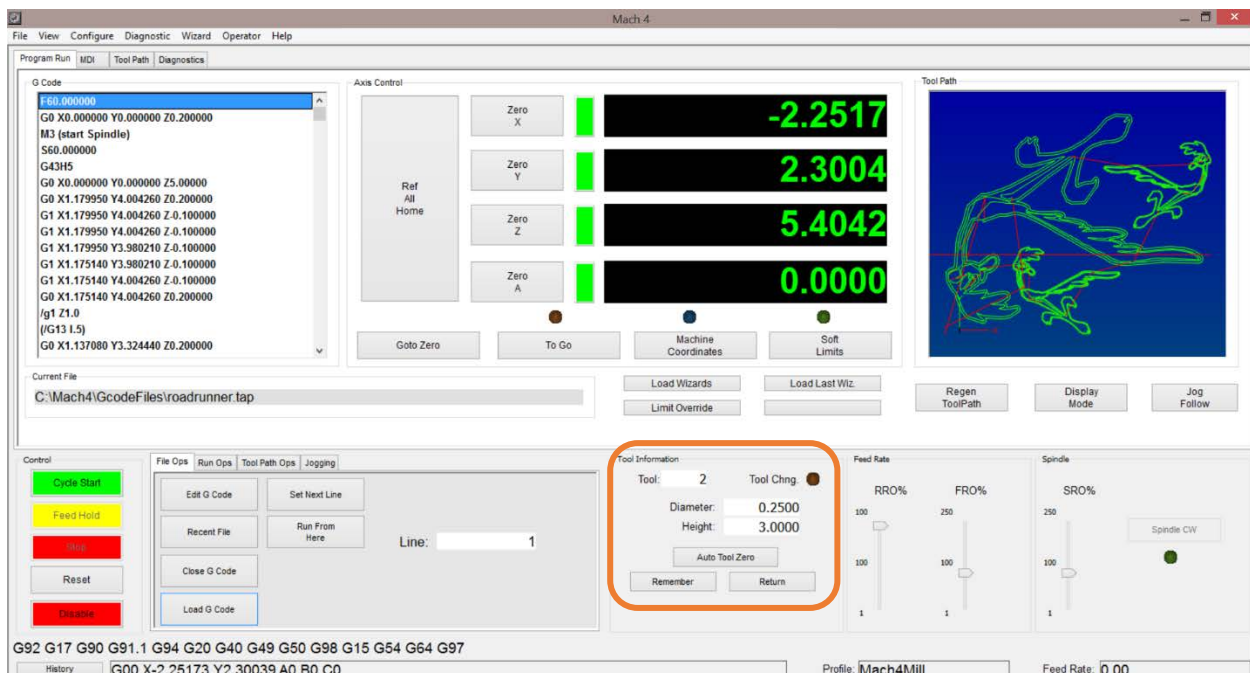 Mach 4
File View Configure Diagnostic Wizard Operator Help
Program Run MDI Tool Path Diagnostics
G Code
F60.000000
G0 X0.000000 Y0.000000 Z0.200000
M3 (start Spindle)
S60.000000
G43H5
G0 X0.000000 Y0.000000 Z5.00000
G0 X1.179950 Y4.004260 Z0.200000
G1 X1.179950 Y4.004260 Z-0.100000
G1 X1.179950 Y4.004260 Z-0.100000
G1 X1.179950 Y3.980210 Z-0.100000
G1 X1.175140 Y3.980210 Z-0.100000
G1 X1.175140 Y4.004260 Z-0.100000
G0 X1.175140 Y4.004260 Z0.200000
/g1 Z1.0
(/G13 I.5)
G0 X1.137080 Y3.324440 Z0.200000
Axis Control
Ref
All
Home
Zero
X
-2.2517
Zero
Y
2.3004
Zero
Z
5.4042
Zero
A
0.0000
Goto Zero
To Go
Machine
Coordinates
Soft
Limits
Tool Path
Current File
C:\Mach4\GcodeFiles\roadrunner.tap
Load Wizards
Load Last Wiz.
Limit Override
Regen
ToolPath
Display
Mode
Jog
Follow
Control
Cycle Start
Feed Hold
Stop
Reset
Disable
File Ops Run Ops Tool Path Ops Jogging
Edit G Code
Set Next Line
Recent File
Run From
Here
Close G Code
Load G Code
Line: 1
Tool Information
Tool: 2 Tool Chng.
Diameter: 0.2500
Height: 3.0000
Auto Tool Zero
Remember
Return
Feed Rate
RRO% FRO%
100 250
100 100
1 1
Spindle
SRO%
250
100
1
Spindle CW
G92 G17 G90 G91.1 G94 G20 G40 G49 G50 G98 G15 G54 G64 G97
History G00 X-2.25173 Y2.30039 A0 B0 C0 Profile: Mach4Mill Feed Rate: 0.00